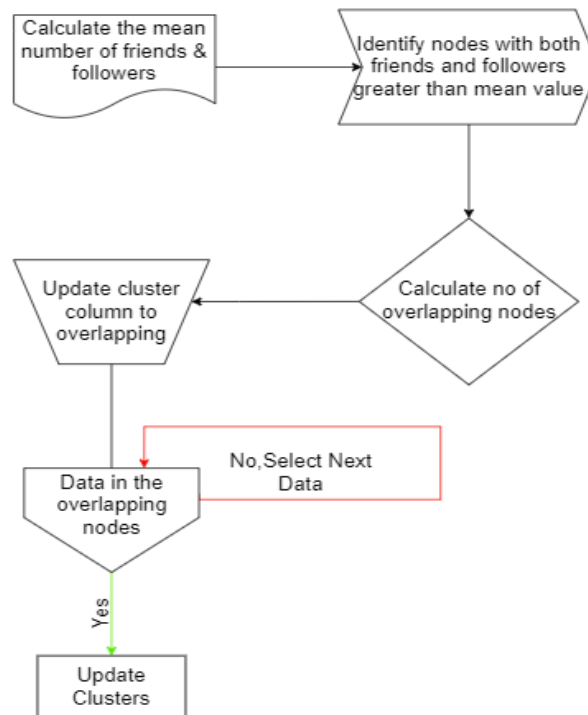 Calculate the mean
number of friends &
followers
Identify nodes with both
friends and followers
greater than mean value
Calculate no of
overlapping nodes
Update cluster
column to
overlapping
No,Select Next
Data
Data in the
overlapping
nodes
Yes
Update
Clusters